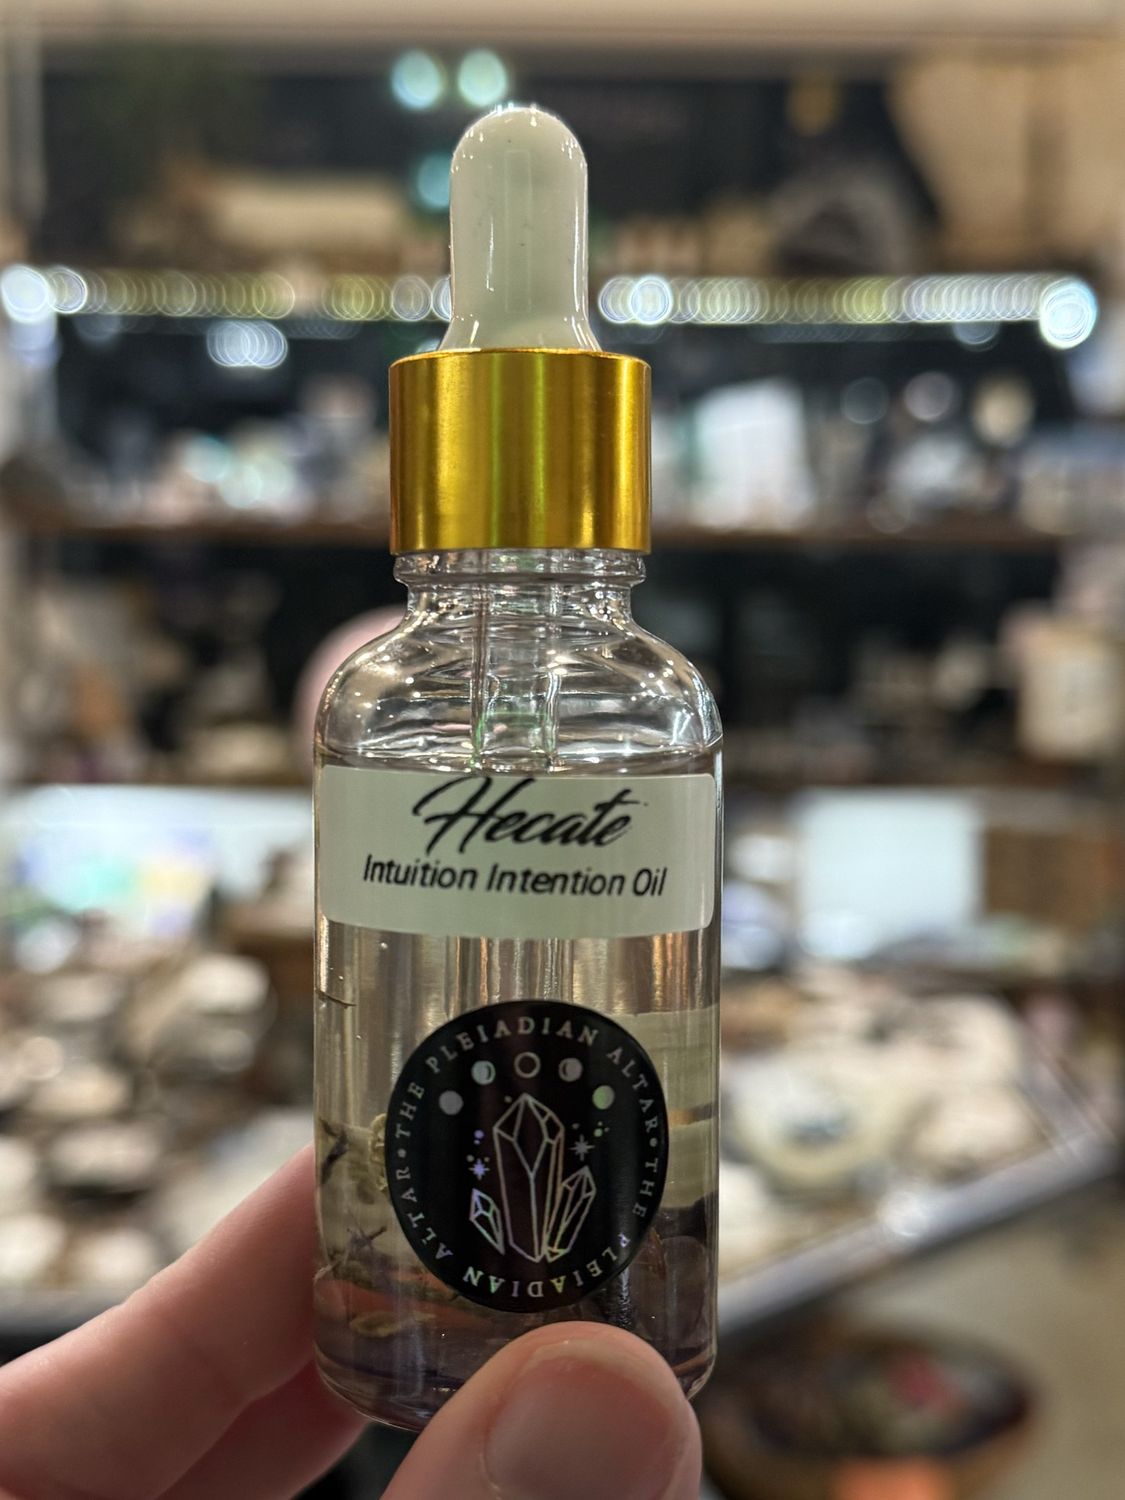 Hecate
Intuition Intention Oil
THE PLEIADIAN ALTAR • THE PLEIADIAN ALTAR •